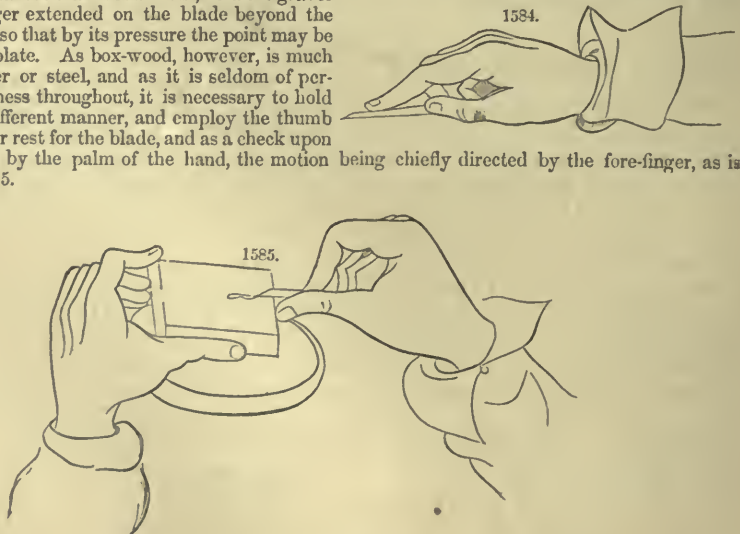 ger extended on the blade beyond the
so that by its pressure the point may be
plate. As box-wood, however, is much
er or steel, and as it is seldom of per-
ness throughout, it is necessary to hold
fferent manner, and employ the thumb
r rest for the blade, and as a check upon
by the palm of the hand, the motion being chiefly directed by the fore-finger, as is
5.
1584.
1585.